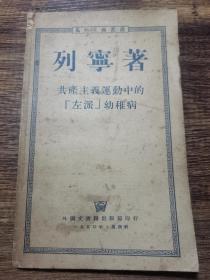 列寧著
共產主義運動中的
「左派」幼稚病
外國文書籍出版局印行